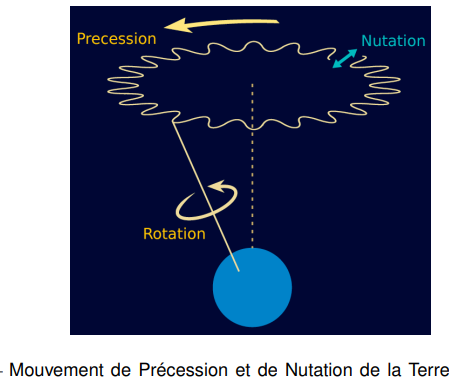 Precession
Nutation
Rotation
- Mouvement de Précession et de Nutation de la Terre